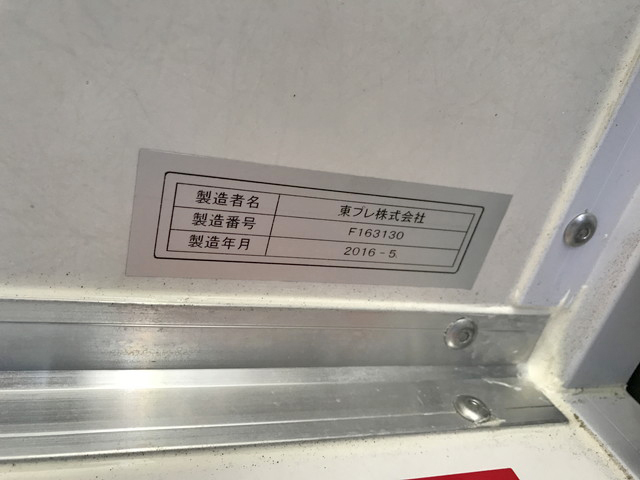 製造者名 東プレ株式会社
製造番号 F163130
製造年月 2016-5